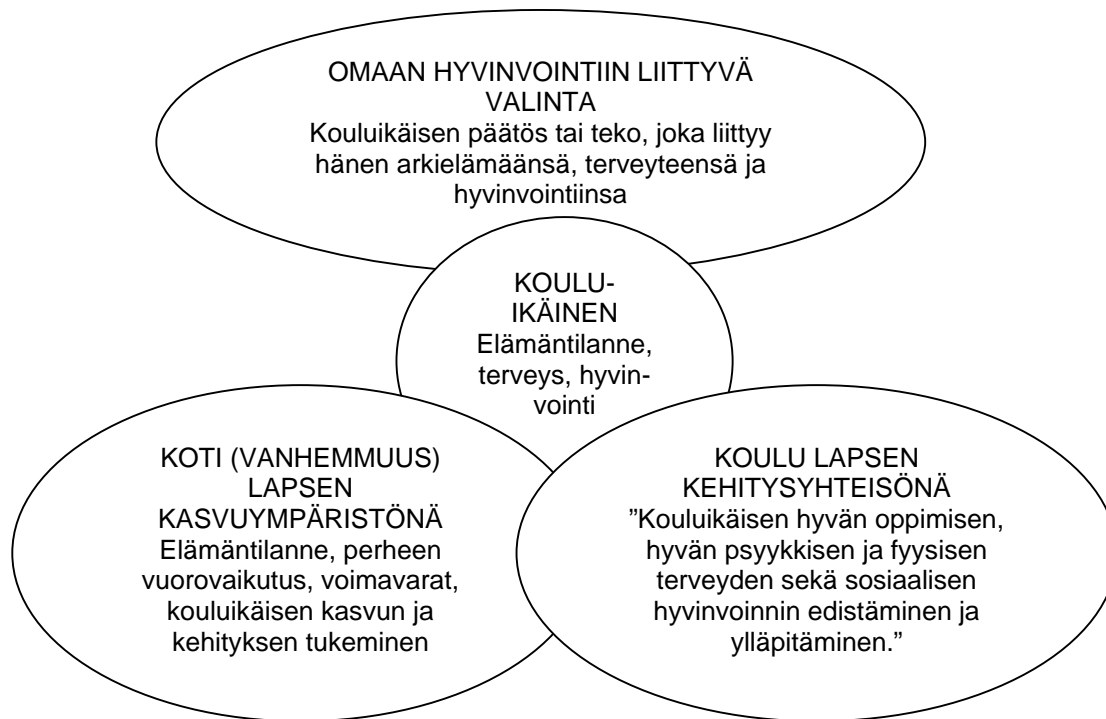 OMAAN HYVINVOINTIIN LIITTYVÄ
VALINTA
Kouluikäisen päätös tai teko, joka liittyy
hänen arkielämäänsä, terveyteensä ja
hyvinvointiinsa
KOULU-
IKÄINEN
Elämäntilanne,
terveys, hyvin-
vointi
KOTI (VANHEMMUUS)
LAPSEN
KASVUYMPÄRISTÖNÄ
Elämäntilanne, perheen
vuorovaikutus, voimavarat,
kouluikäisen kasvun ja
kehityksen tukeminen
KOULU LAPSEN
KEHITYSYHTEISÖNÄ
”Kouluikäisen hyvän oppimisen,
hyvän psyykkisen ja fyysisen
terveyden sekä sosiaalisen
hyvinvoinnin edistäminen ja
ylläpitäminen.”